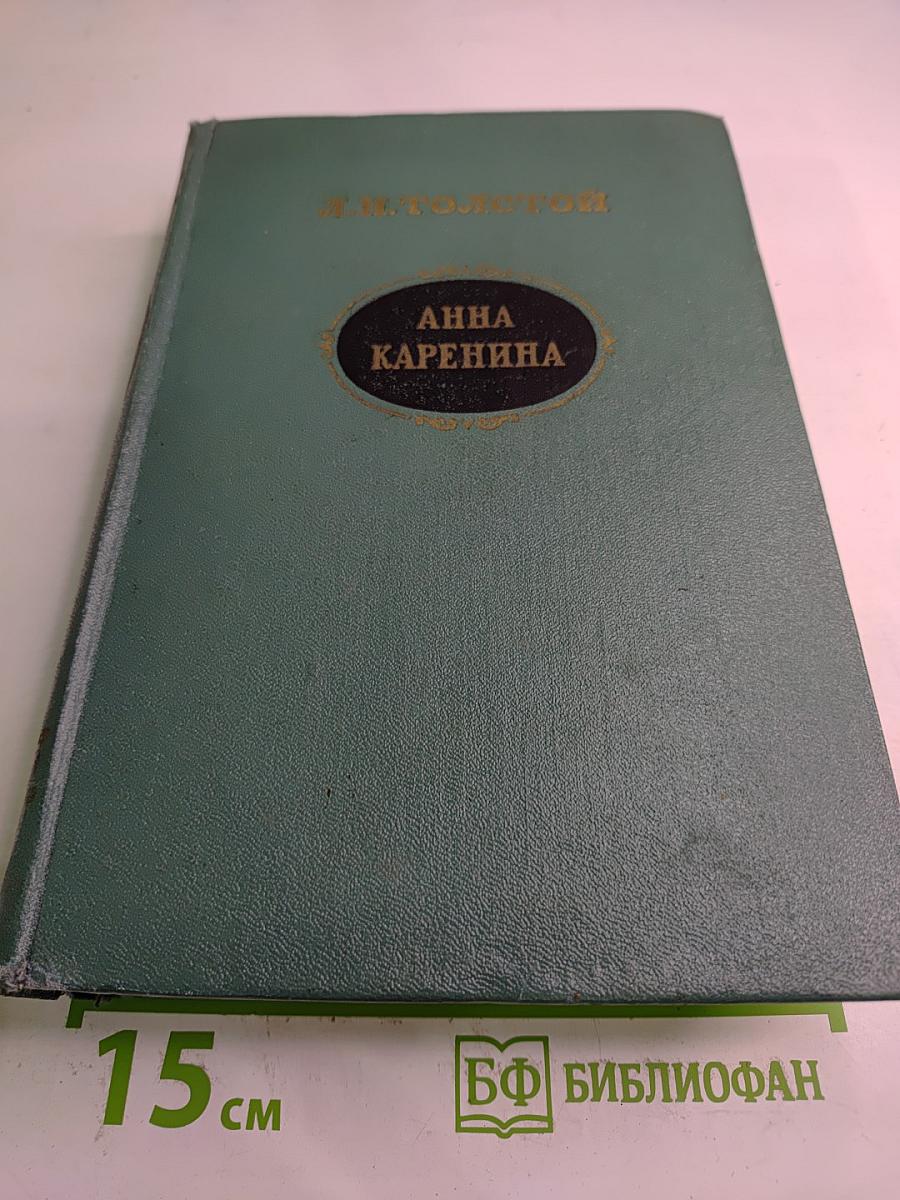 Л.Н.ТОЛСТОЙ
АННА
КАРЕНИНА
15 см
БФ БИБЛИОФАН